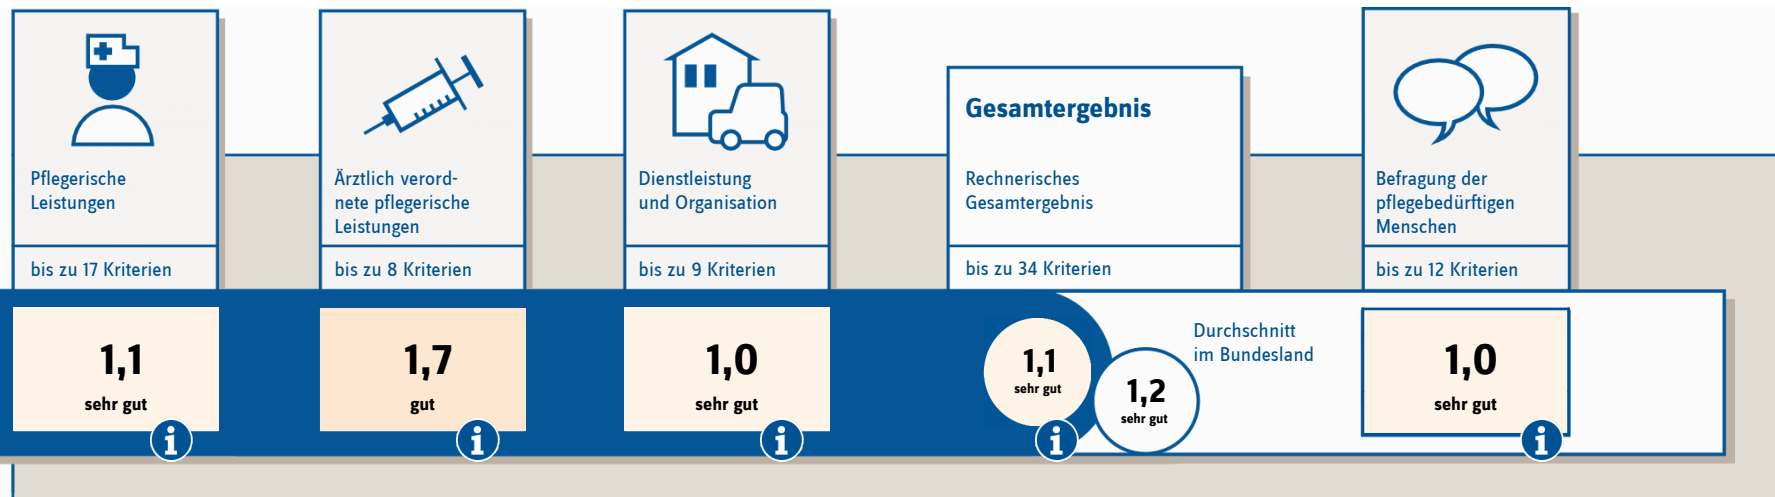 Pflegerische
Leistungen
bis zu 17 Kriterien
1,1
sehr gut
i
Ärztlich verord-
nete pflegerische
Leistungen
bis zu 8 Kriterien
1,7
gut
i
Dienstleistung
und Organisation
bis zu 9 Kriterien
1,0
sehr gut
i
Gesamtergebnis
Rechnerisches
Gesamtergebnis
bis zu 34 Kriterien
1,1
sehr gut
i
1,2
sehr gut
Durchschnitt
im Bundesland
Befragung der
pflegebedürftigen
Menschen
bis zu 12 Kriterien
1,0
sehr gut
i